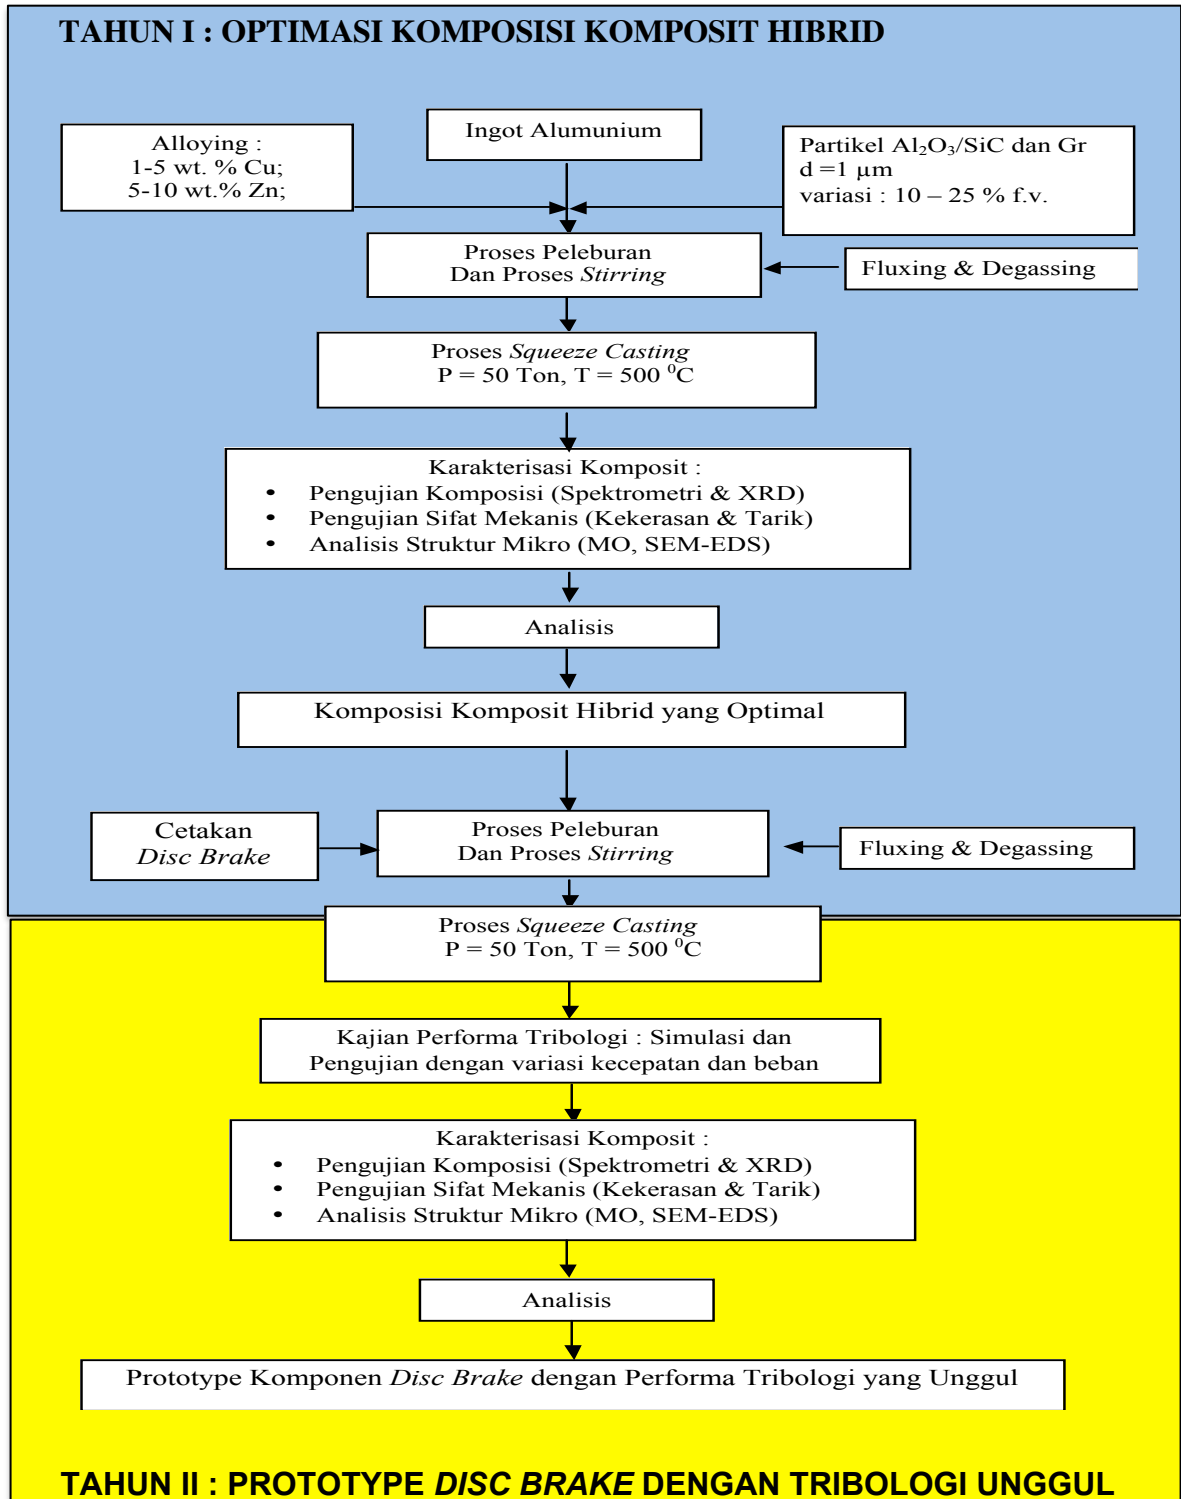 TAHUN I : OPTIMASI KOMPOSISI KOMPOSIT HIBRID
Alloying :
1-5 wt. % Cu;
5-10 wt.% Zn;
Ingot Alumunium
Partikel Al₂O₃/SiC dan Gr
d =1 µm
variasi : 10 – 25 % f.v.
Proses Peleburan
Dan Proses Stirring
Fluxing & Degassing
Proses Squeeze Casting
P = 50 Ton, T = 500 ⁰C
Karakterisasi Komposit :
• Pengujian Komposisi (Spektrometri & XRD)
• Pengujian Sifat Mekanis (Kekerasan & Tarik)
• Analisis Struktur Mikro (MO, SEM-EDS)
Analisis
Komposisi Komposit Hibrid yang Optimal
Cetakan
Disc Brake
Proses Peleburan
Dan Proses Stirring
Fluxing & Degassing
Proses Squeeze Casting
P = 50 Ton, T = 500 ⁰C
Kajian Performa Tribologi : Simulasi dan
Pengujian dengan variasi kecepatan dan beban
Karakterisasi Komposit :
• Pengujian Komposisi (Spektrometri & XRD)
• Pengujian Sifat Mekanis (Kekerasan & Tarik)
• Analisis Struktur Mikro (MO, SEM-EDS)
Analisis
Prototype Komponen Disc Brake dengan Performa Tribologi yang Unggul
TAHUN II : PROTOTYPE DISC BRAKE DENGAN TRIBOLOGI UNGGUL